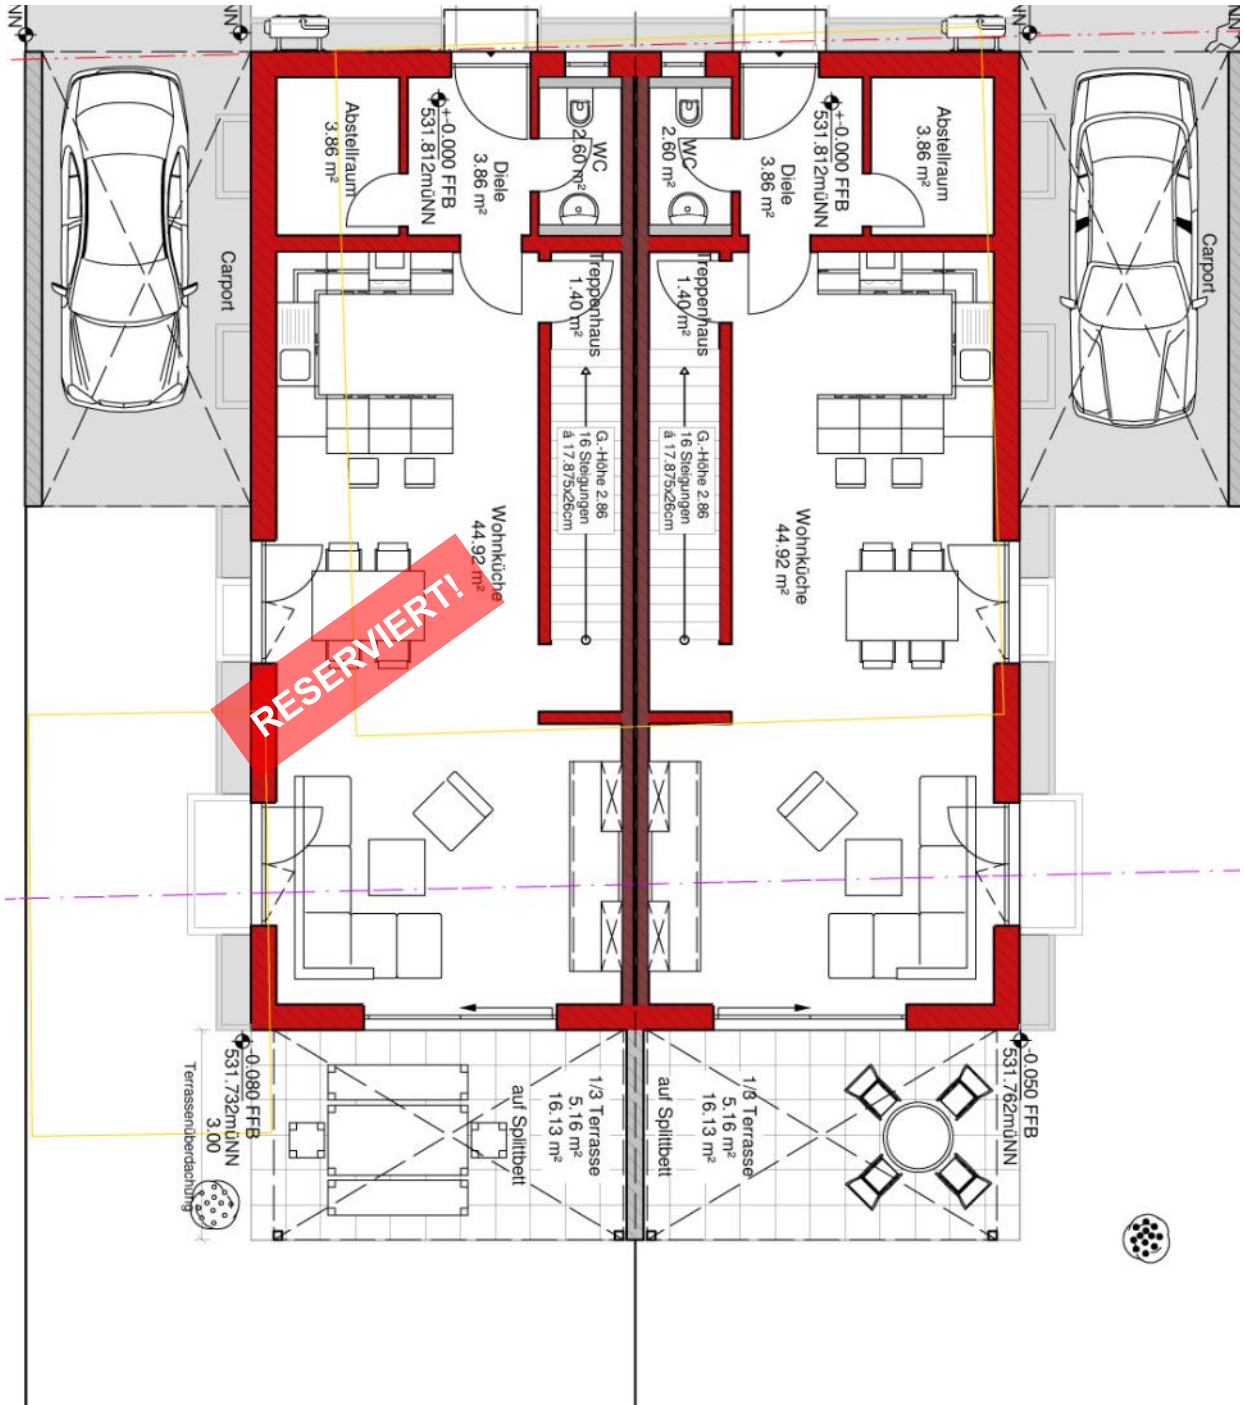 NN
NN
NN
NN
Abstellraum
3.86 m²
+-0.000 FFB
531.812müNN
Diele
3.86 m²
WC
2.60 m²
WC
2.60 m²
Diele
3.86 m²
+-0.000 FFB
531.812müNN
Abstellraum
3.86 m²
Carport
Carport
Treppenhaus
1.40 m²
Treppenhaus
1.40 m²
G.-Höhe 2.86
16 Steigungen
á 17.875x26cm
G.-Höhe 2.86
16 Steigungen
á 17.875x26cm
Wohnküche
44.92 m²
Wohnküche
44.92 m²
RESERVIERT!
-0.080 FFB
531.732müNN
3.00
Terrassenüberdachung
1/3 Terrasse
5.16 m²
16.13 m²
auf Splittbett
1/3 Terrasse
5.16 m²
16.13 m²
auf Splittbett
-0.050 FFB
531.762müNN